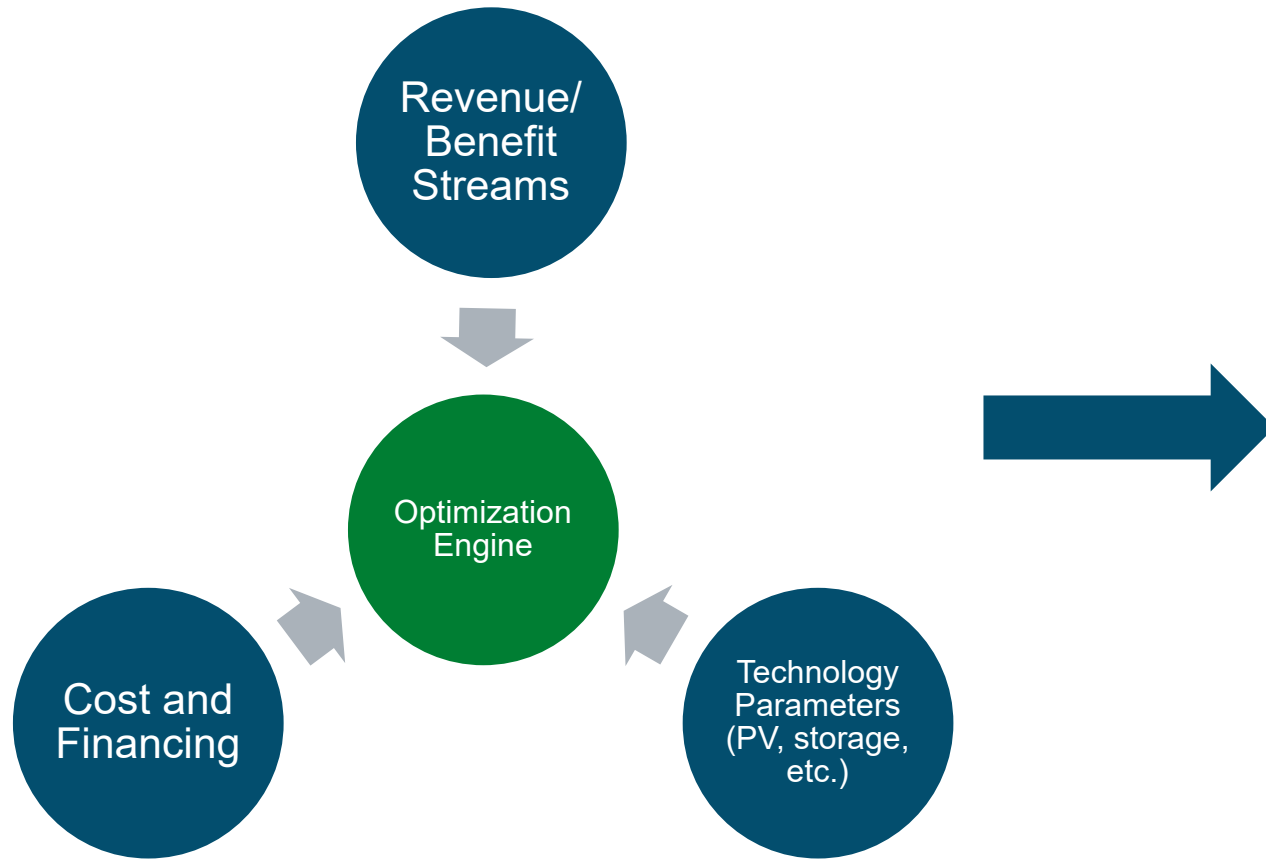 Revenue/
Benefit
Streams
Optimization
Engine
Cost and
Financing
Technology
Parameters
(PV, storage,
etc.)